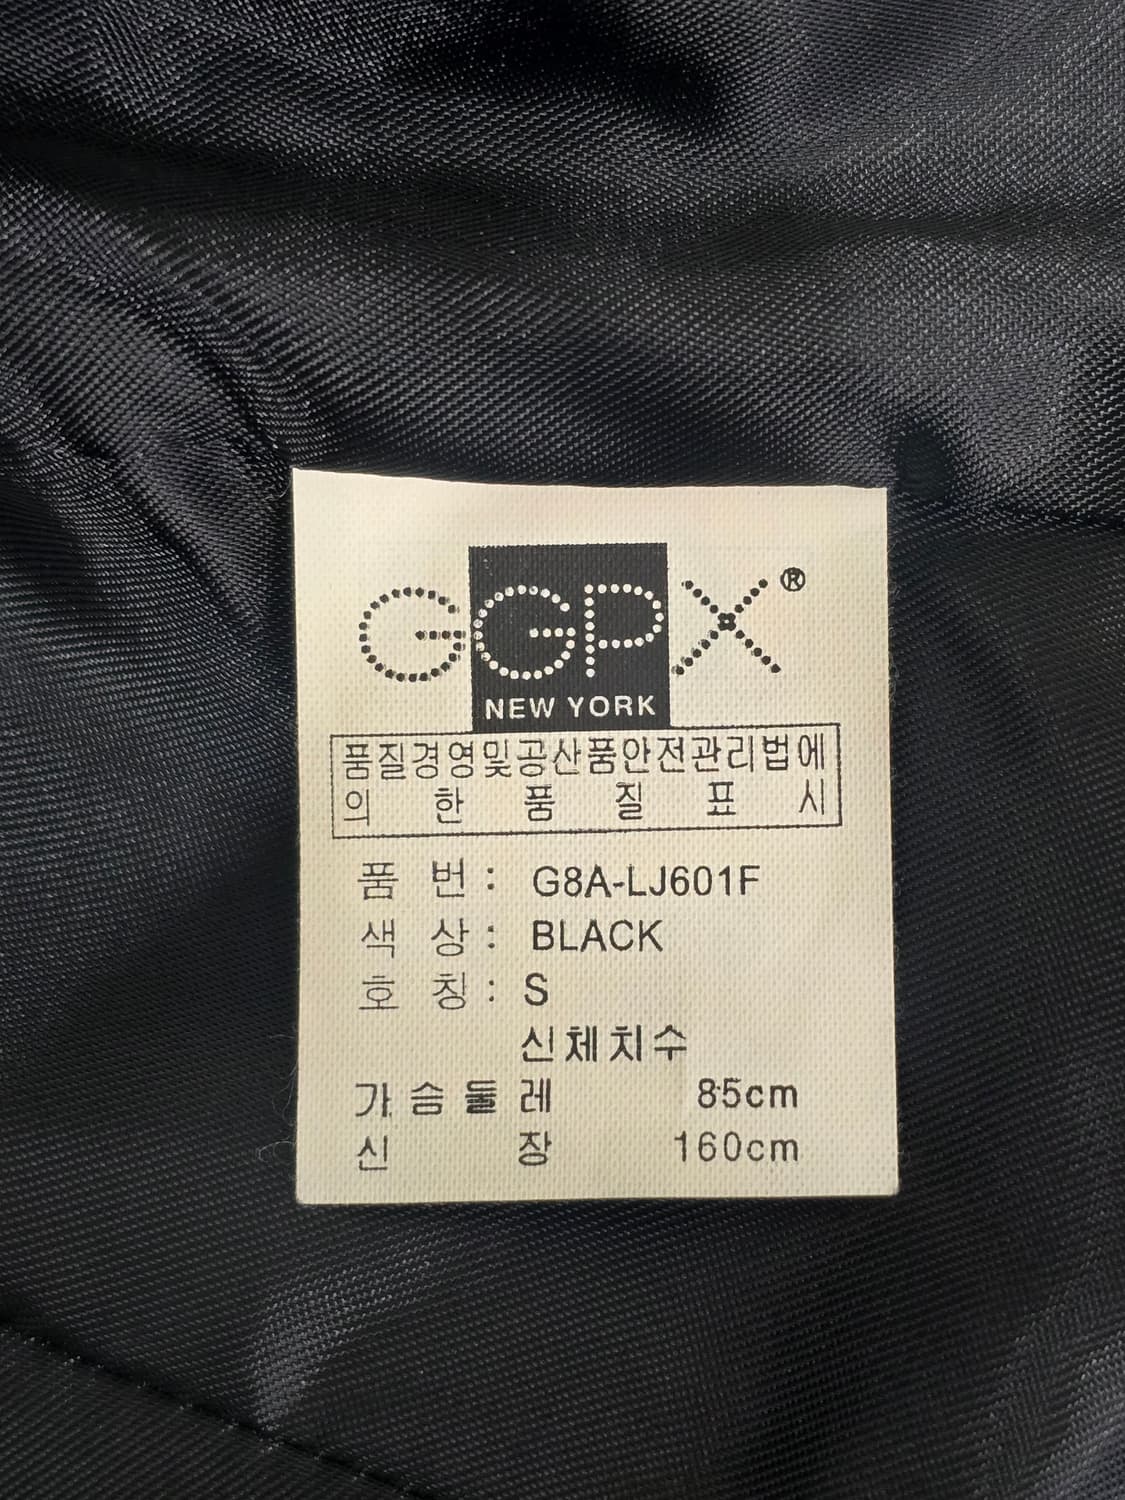 GGPX®
NEW YORK
품질경영및공산품안전관리법에
의 한 품 질 표 시
품 번 : G8A-LJ601F
색 상 : BLACK
호 칭 : S
신체치수
가슴둘레 85cm
신 장 160cm